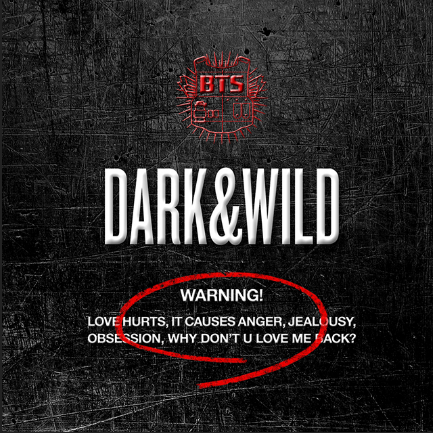 BTS
DARK&WILD
WARNING!
LOVE HURTS, IT CAUSES ANGER, JEALOUSY,
OBSESSION, WHY DON'T U LOVE ME BACK?